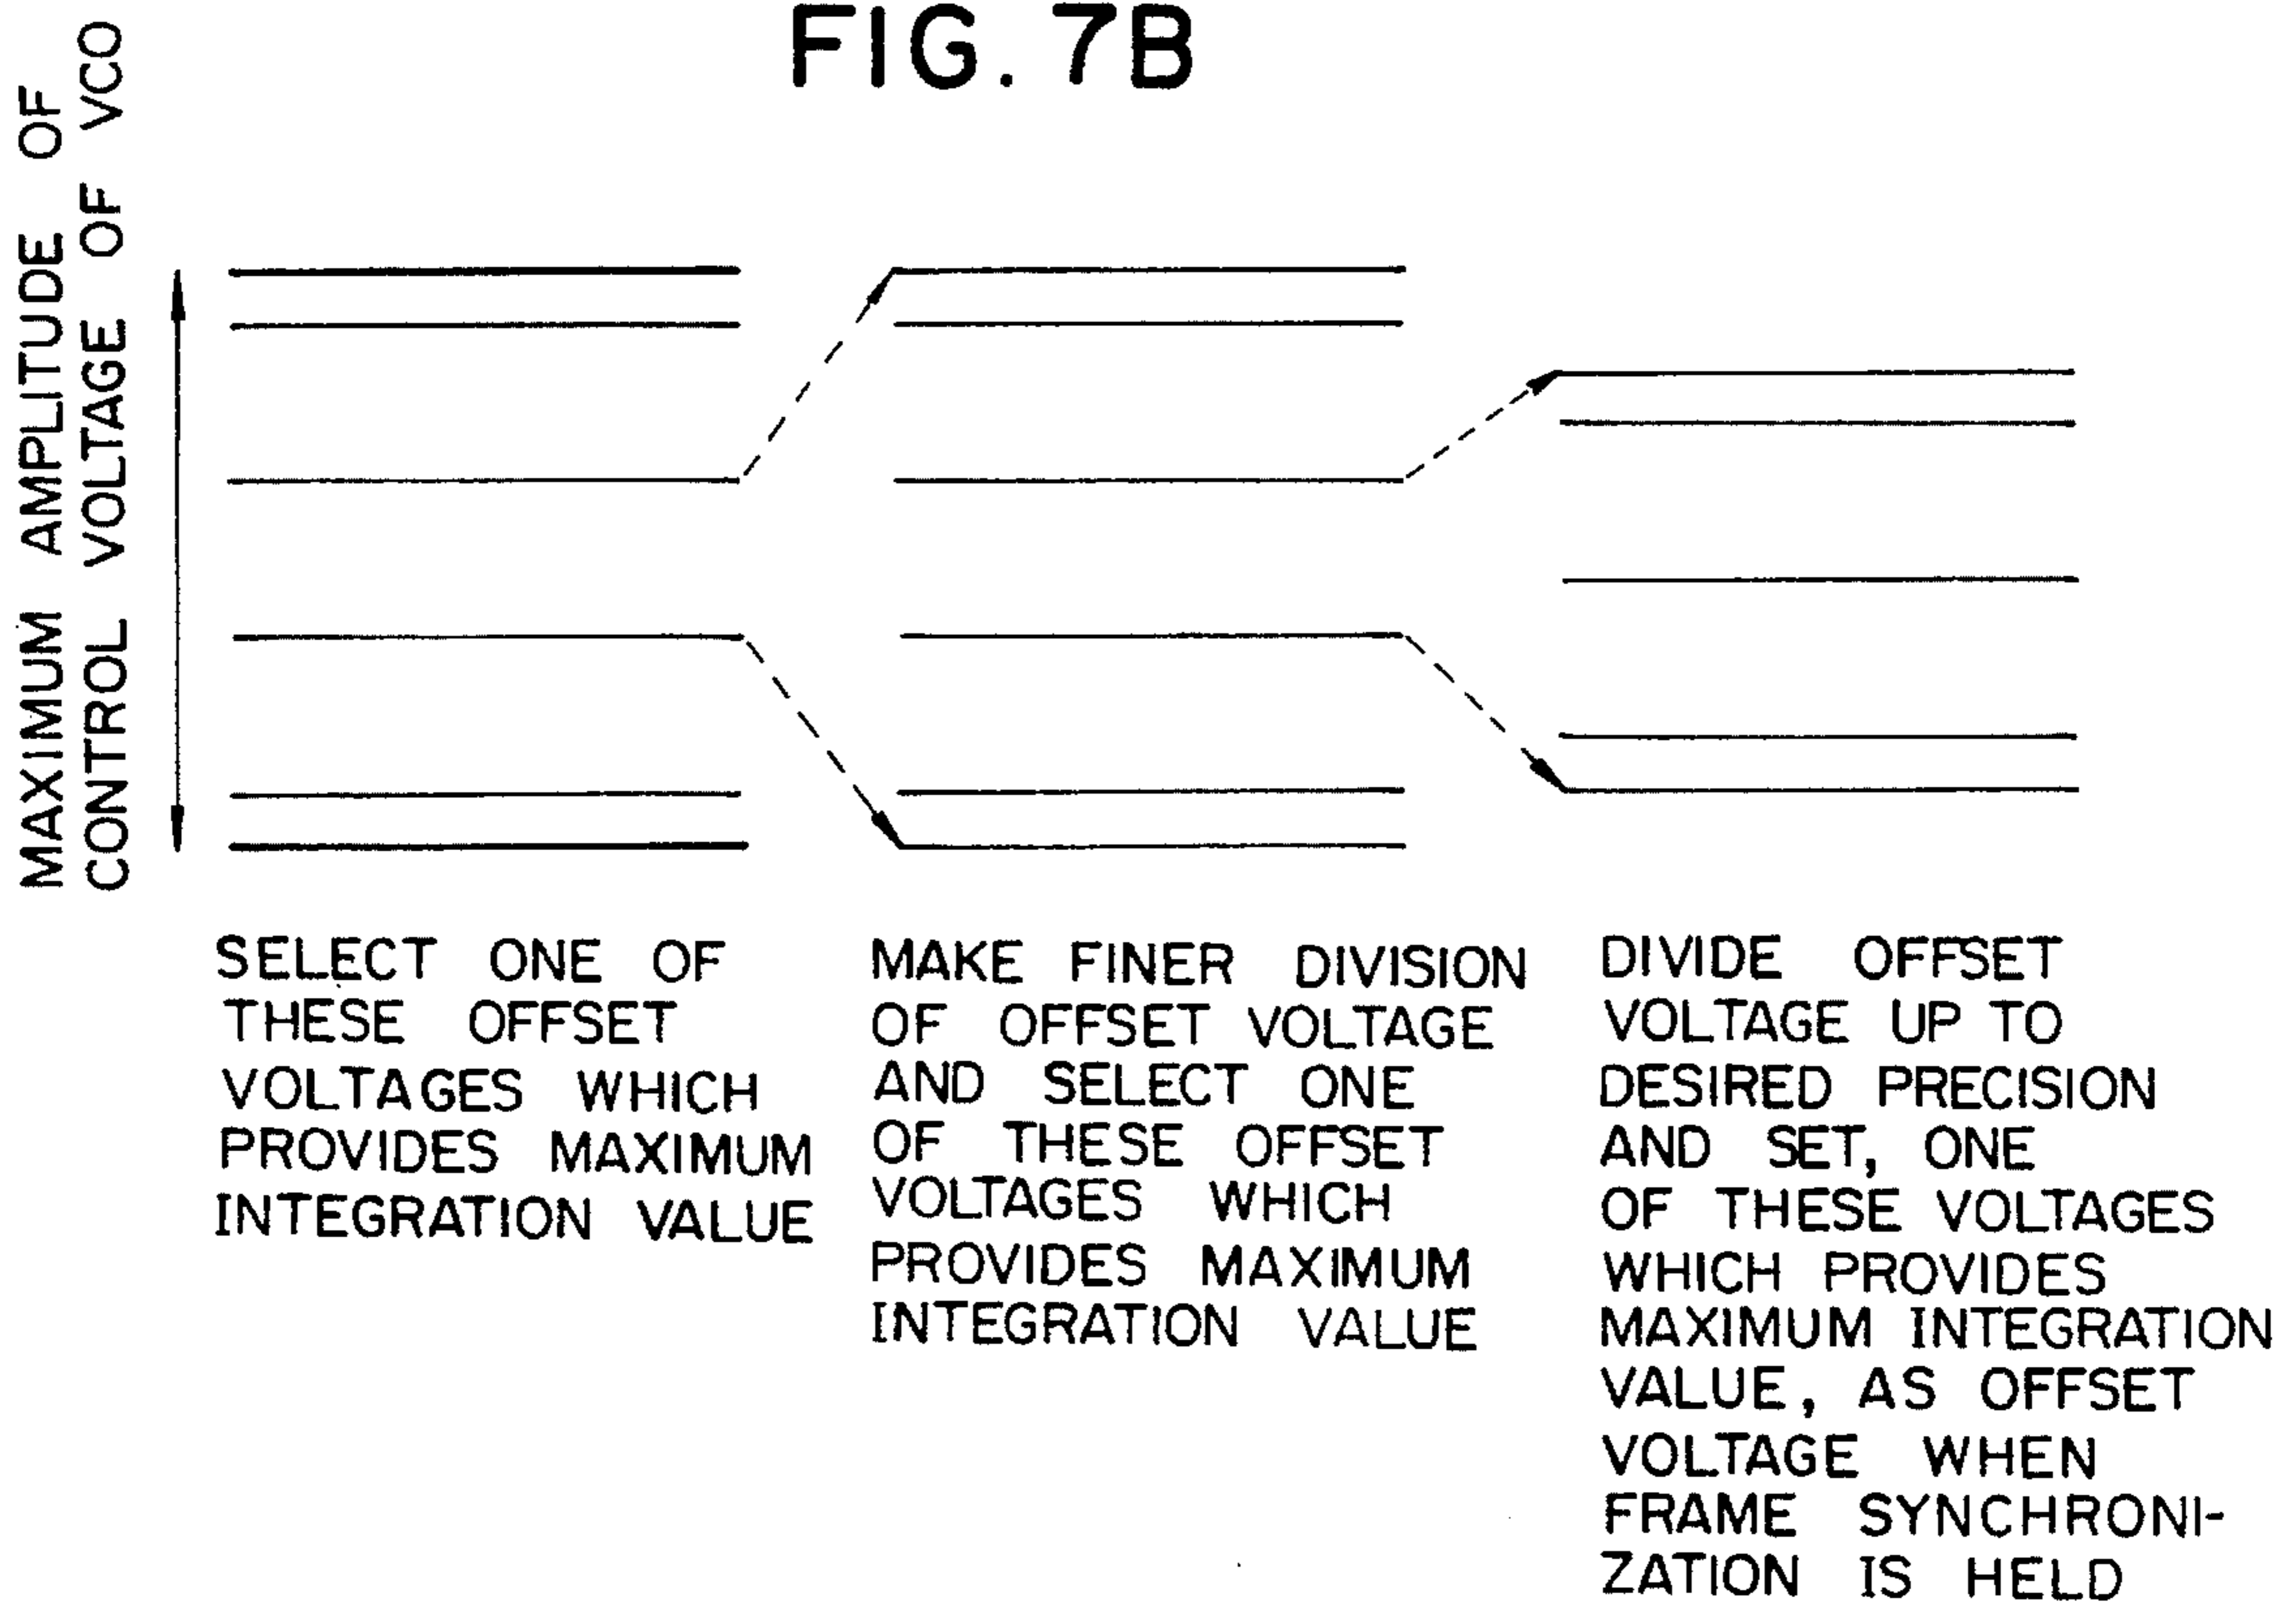 FIG. 7B
MAXIMUM AMPLITUDE OF
CONTROL VOLTAGE OF VCO
SELECT ONE OF
THESE OFFSET
VOLTAGES WHICH
PROVIDES MAXIMUM
INTEGRATION VALUE
MAKE FINER DIVISION
OF OFFSET VOLTAGE
AND SELECT ONE
OF THESE OFFSET
VOLTAGES WHICH
PROVIDES MAXIMUM
INTEGRATION VALUE
DIVIDE OFFSET
VOLTAGE UP TO
DESIRED PRECISION
AND SET, ONE
OF THESE VOLTAGES
WHICH PROVIDES
MAXIMUM INTEGRATION
VALUE, AS OFFSET
VOLTAGE WHEN
FRAME SYNCHRONI-
ZATION IS HELD